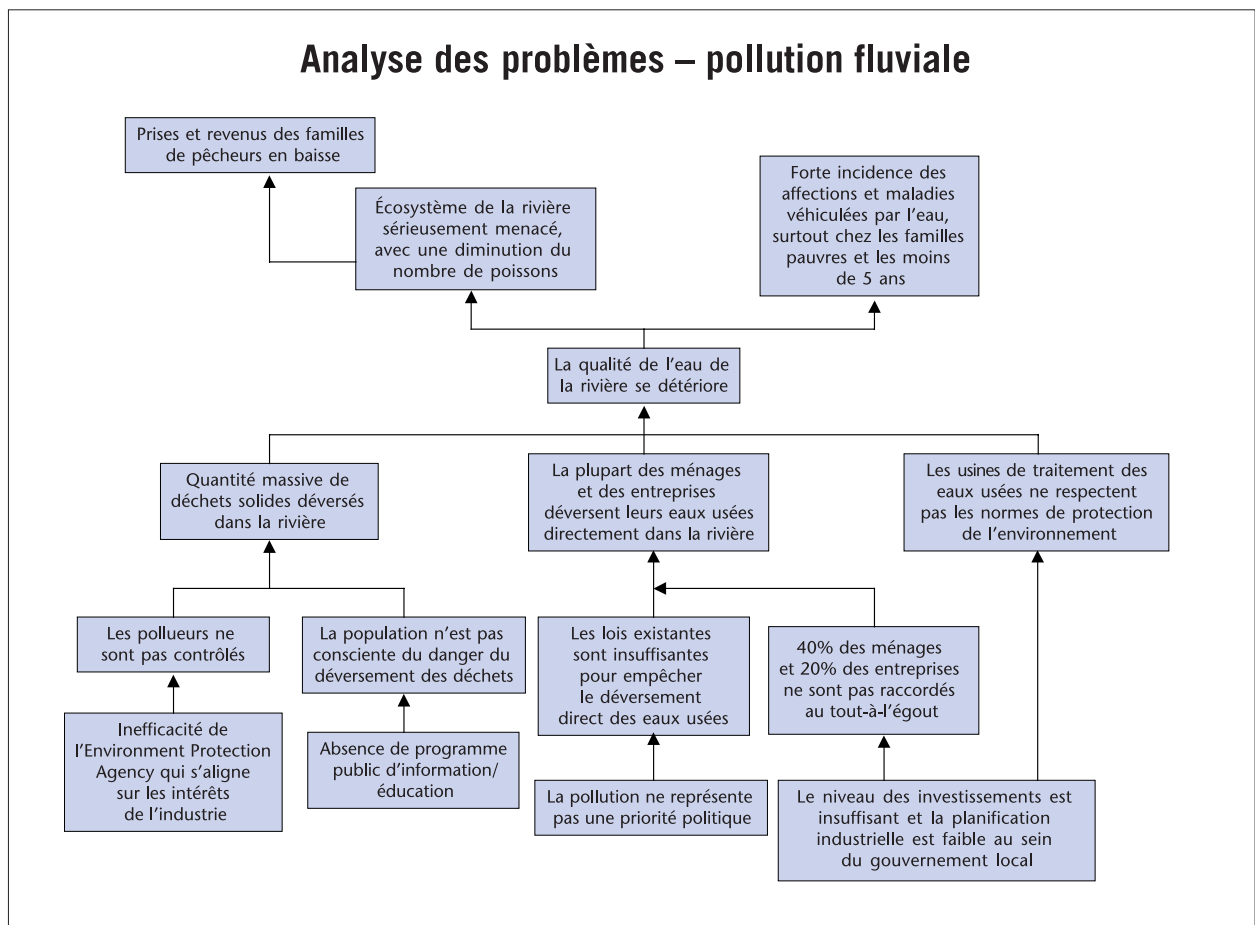 Analyse des problèmes – pollution fluviale
Prises et revenus des familles
de pêcheurs en baisse
Écosystème de la rivière
sérieusement menacé,
avec une diminution du
nombre de poissons
Forte incidence des
affections et maladies
véhiculées par l'eau,
surtout chez les familles
pauvres et les moins
de 5 ans
La qualité de l'eau de
la rivière se détériore
Quantité massive de
déchets solides déversés
dans la rivière
La plupart des ménages
et des entreprises
déversent leurs eaux usées
directement dans la rivière
Les usines de traitement des
eaux usées ne respectent
pas les normes de protection
de l'environnement
Les pollueurs ne
sont pas contrôlés
La population n'est pas
consciente du danger du
déversement des déchets
Les lois existantes
sont insuffisantes
pour empêcher
le déversement
direct des eaux usées
40% des ménages
et 20% des entreprises
ne sont pas raccordés
au tout-à-l'égout
Inefficacité de
l'Environment Protection
Agency qui s'aligne
sur les intérêts
de l'industrie
Absence de programme
public d'information/
éducation
La pollution ne représente
pas une priorité politique
Le niveau des investissements est
insuffisant et la planification
industrielle est faible au sein
du gouvernement local